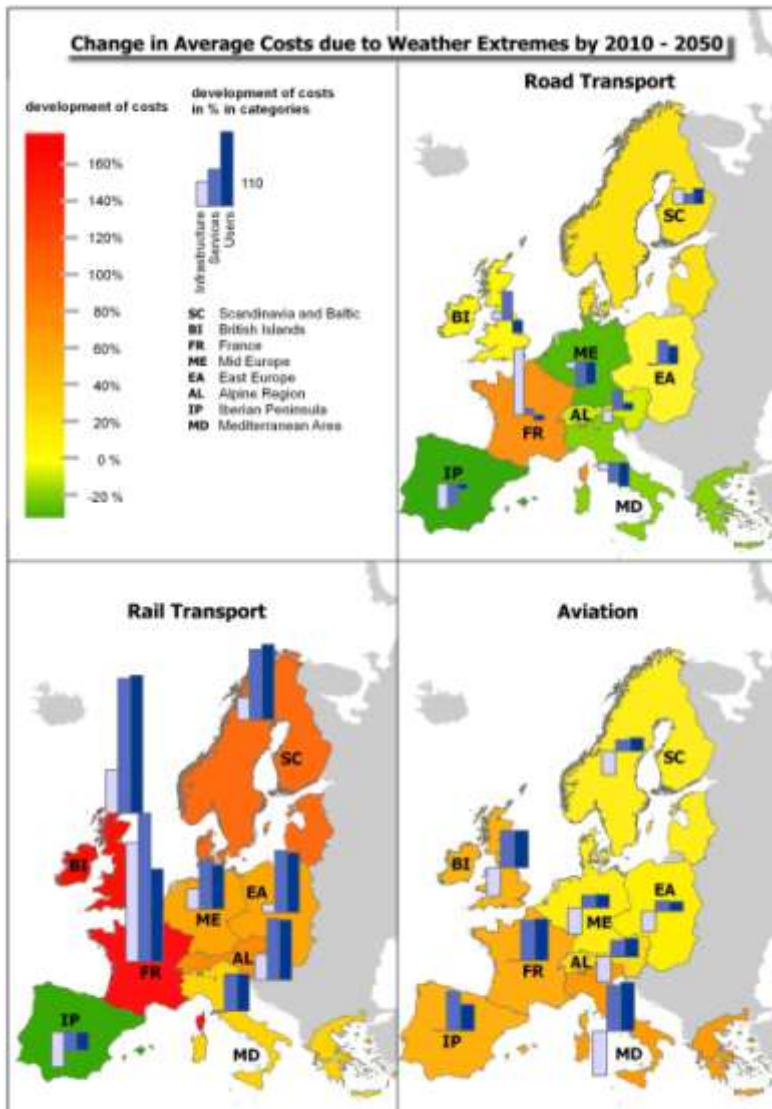 Change in Average Costs due to Weather Extremes by 2010 - 2050
development of costs
160%
140%
120%
100%
80%
60%
40%
20%
0 %
-20 %
development of costs
in % in categories
110
Infrastructure
Services
Users
SC Scandinavia and Baltic
BI British Islands
FR France
ME Mid Europe
EA East Europe
AL Alpine Region
IP Iberian Peninsula
MD Mediterranean Area
Road Transport
SC
BI
ME
EA
AL
FR
IP
MD
Rail Transport
SC
BI
EA
ME
AL
FR
IP
MD
Aviation
SC
BI
EA
ME
AL
FR
IP
MD